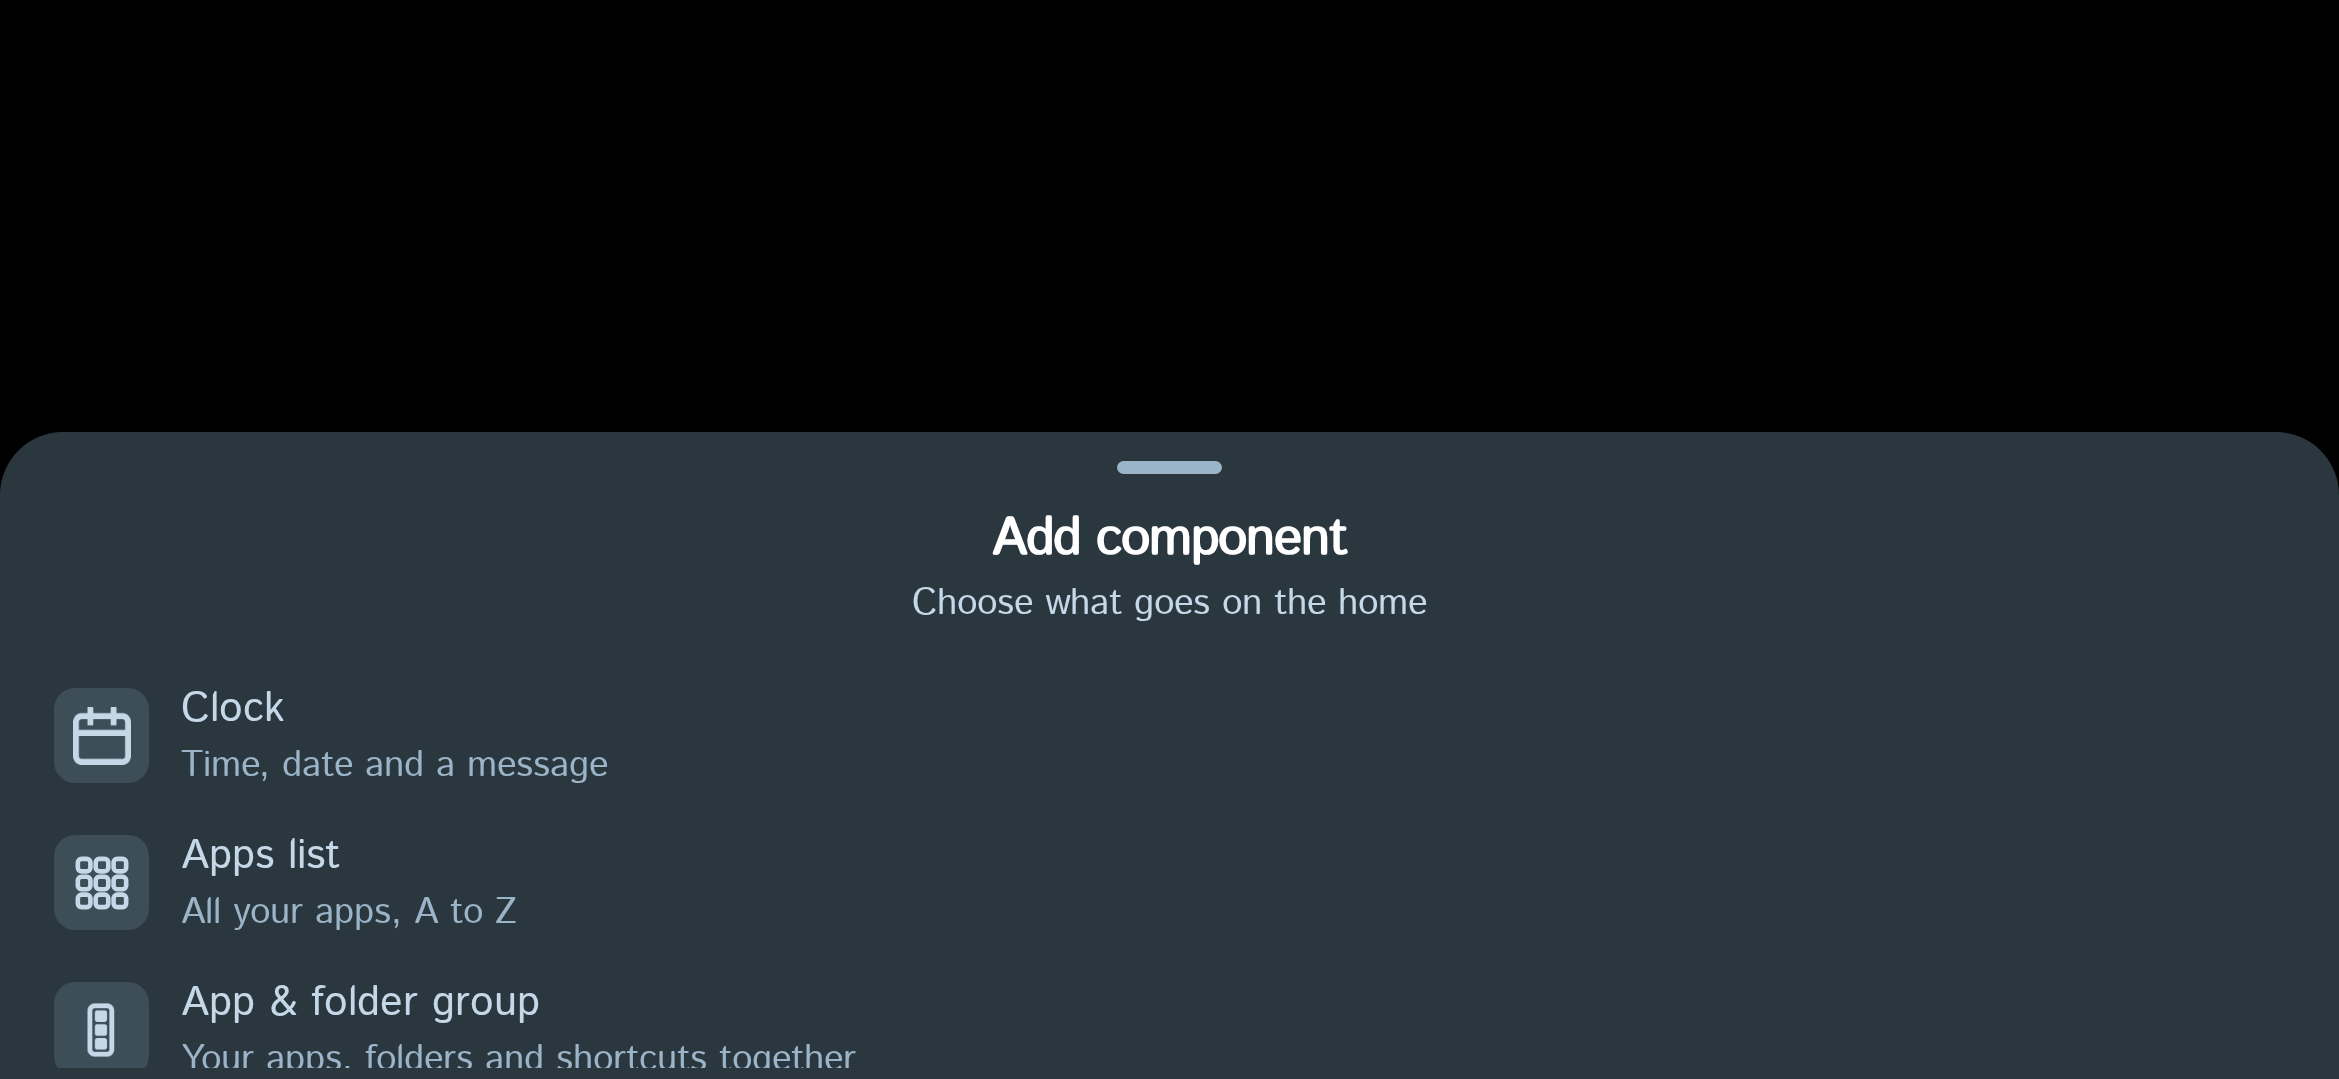 Add component
Choose what goes on the home
Clock
Time, date and a message
Apps list
All your apps, A to Z
App & folder group
Your apps, folders and shortcuts together